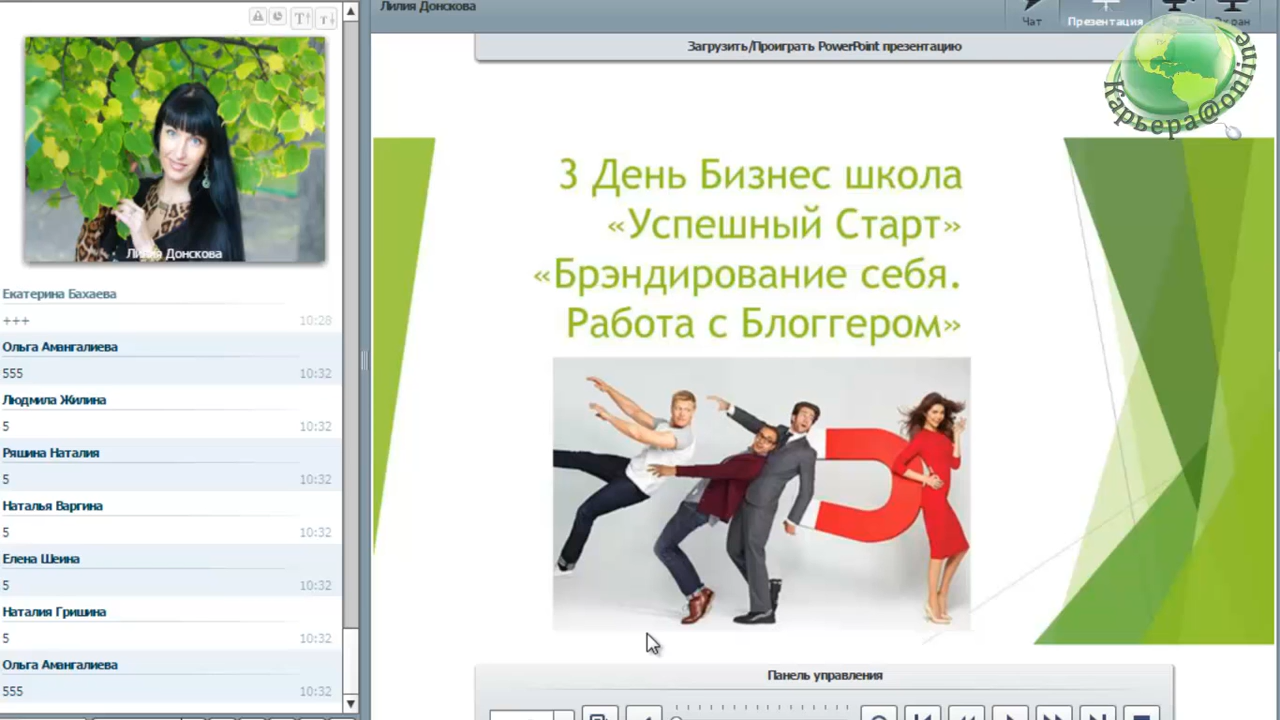 Лилия Донскова
Чат
Презентация
Загрузить/Проиграть PowerPoint презентацию
Карьера@online
Лилия Донскова
Екатерина Бахаева
+++ 10:28
Ольга Амангалиева
555 10:32
Людмила Жилина
5 10:32
Ряшина Наталия
5 10:32
Наталья Варгина
5 10:32
Елена Шеина
5 10:32
Наталия Гришина
5 10:32
Ольга Амангалиева
555 10:32
3 День Бизнес школа
«Успешный Старт»
«Брэндирование себя.
Работа с Блоггером»
Панель управления